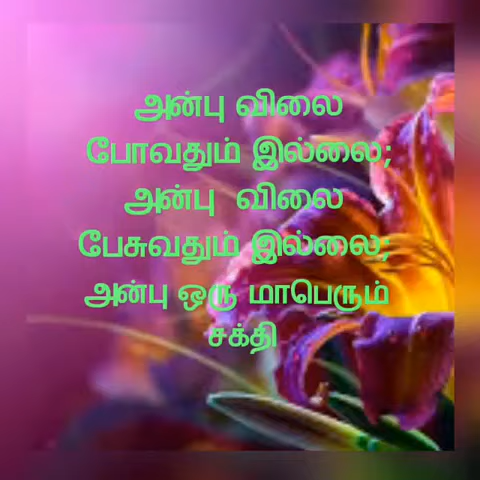 அன்பு விலை
போவதும் இல்லை;
அன்பு விலை
பேசுவதும் இல்லை;
அன்பு ஒரு மாபெரும்
சக்தி